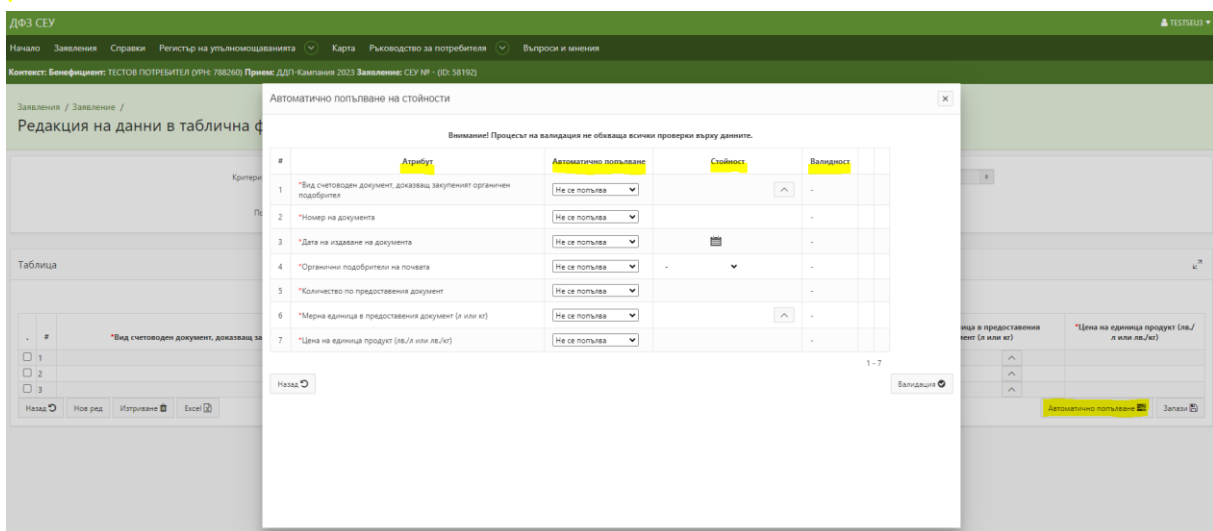 ДФЗ СЕУ
TESTSEU3
Начало Заявления Справки Регистър на упълномощаванията Карта Ръководство за потребителя Въпроси и мнения
Контекст: Бенефициент: ТЕСТОВ ПОТРЕБИТЕЛ (УРН: 788260) Прием: ДДП-Кампания 2023 Заявление: СЕУ № - (ID: 58192)
Заявления / Заявление /
Редакция на данни в таблична ф
Критери
По
Автоматично попълване на стойности
×
Внимание! Процесът на валидация не обхваща всички проверки върху данните.
# Атрибут Автоматично попълване Стойност Валидност
1 *Вид счетоводен документ, доказващ закупеният органичен подобрител Не се попълва -
2 *Номер на документа Не се попълва -
3 *Дата на издаване на документа Не се попълва -
4 *Органични подобрители на почвата Не се попълва - -
5 *Количество по предоставения документ Не се попълва -
6 *Мерна единица в предоставения документ (л или кг) Не се попълва -
7 *Цена на единица продукт (лв./л или лв./кг) Не се попълва -
1 - 7
Назад Валидация
Таблица
. # *Вид счетоводен документ, доказващ за
ница в предоставения
мент (л или кг)
*Цена на единица продукт (лв./
л или лв./кг)
1
2
3
Назад Нов ред Изтриване Excel Автоматично попълване Запази